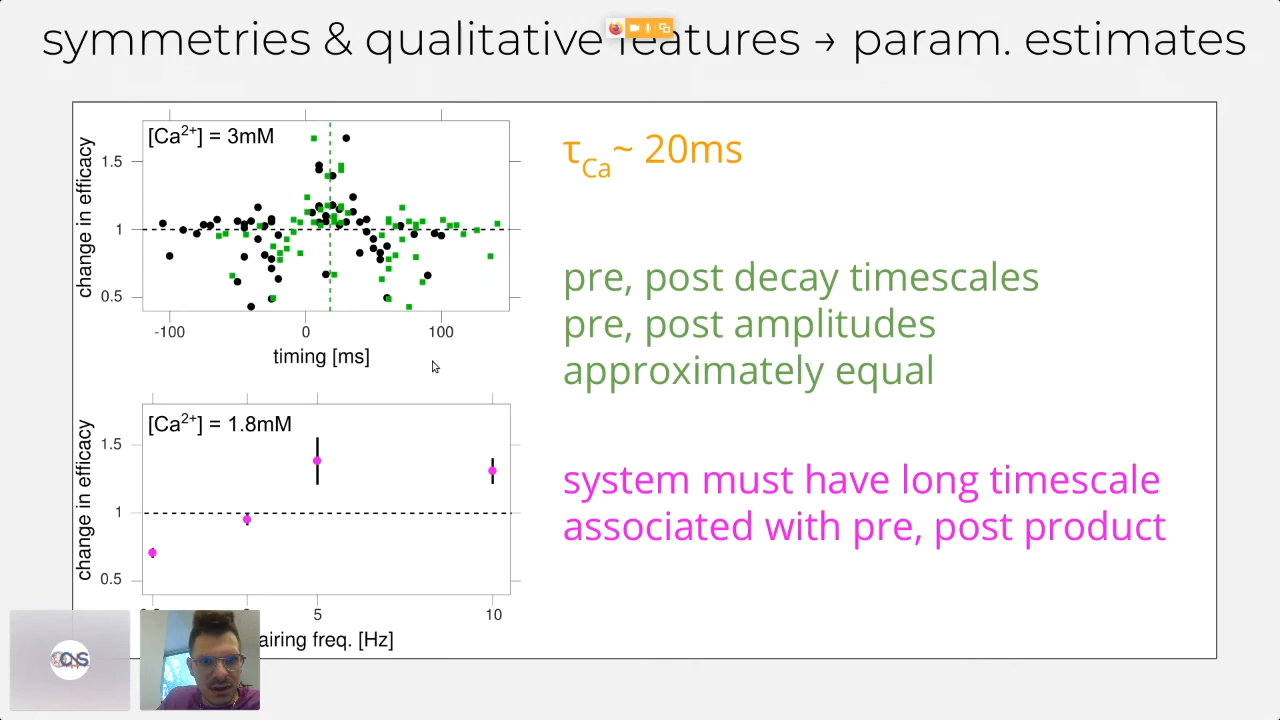 symmetries & qualitative features → param. estimates
[Ca2+] = 3mM
change in efficacy
1.5
1
0.5
-100
0
100
timing [ms]
τCa~ 20ms
pre, post decay timescales
pre, post amplitudes
approximately equal
[Ca2+] = 1.8mM
change in efficacy
1.5
1
0.5
5
10
airing freq. [Hz]
system must have long timescale
associated with pre, post product